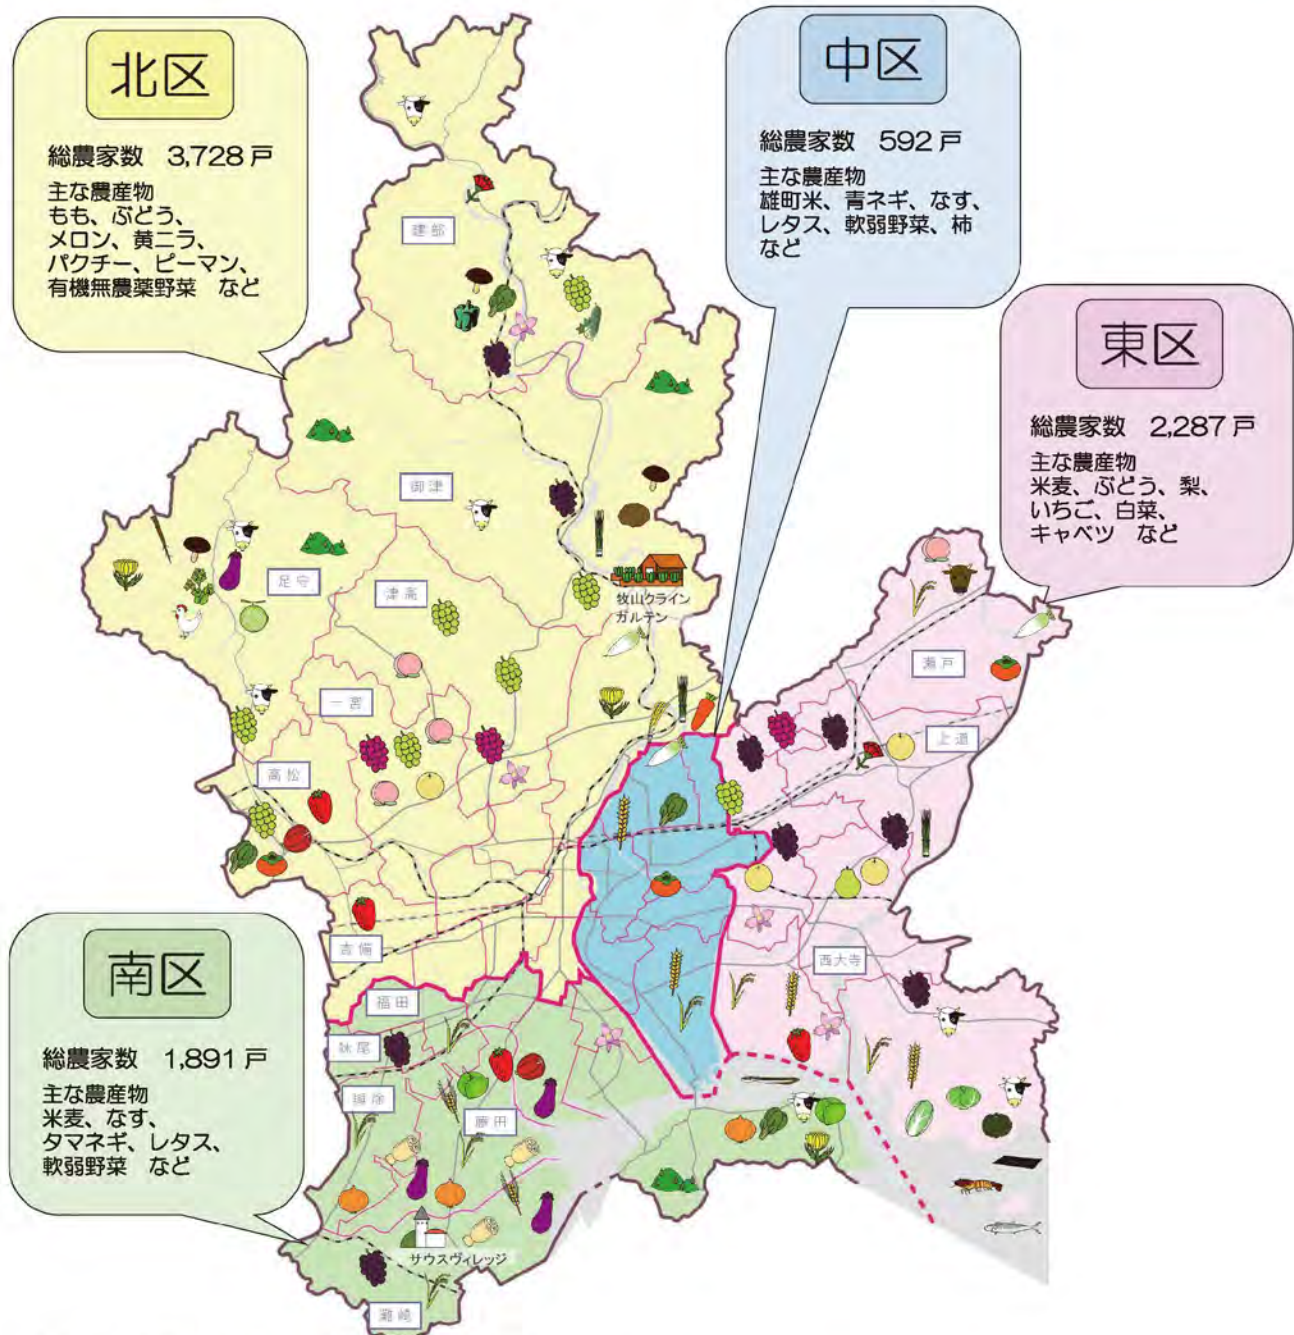 北区
総農家数 3,728戸
主な農産物
もも、ぶどう、
メロン、黄ニラ、
パクチー、ピーマン、
有機無農薬野菜 など
中区
総農家数 592戸
主な農産物
雄町米、青ネギ、なす、
レタス、軟弱野菜、柿
など
東区
総農家数 2,287戸
主な農産物
米麦、ぶどう、梨、
いちご、白菜、
キャベツ など
建部
御津
足守
津高
牧山クライン
ガルテン
一宮
高松
吉備
瀬戸
上道
西大寺
南区
総農家数 1,891戸
主な農産物
米麦、なす、
タマネギ、レタス、
軟弱野菜 など
福田
妹尾
藤田
サウスヴィレッジ
灘崎